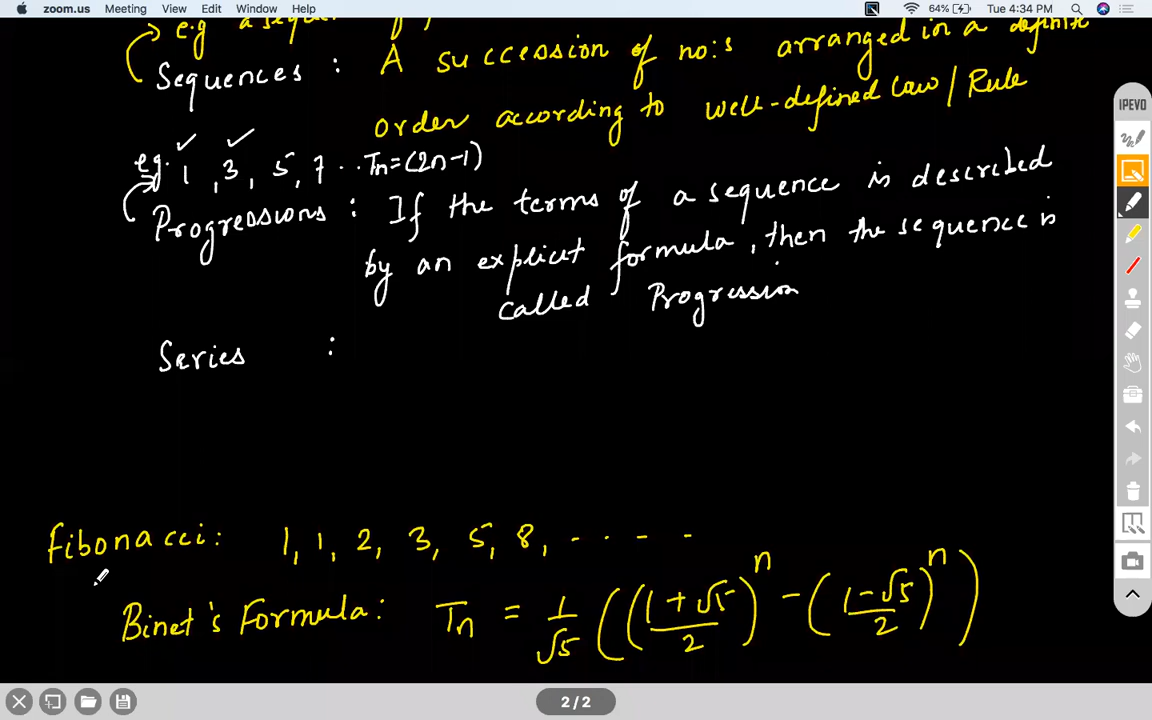 zoom.us Meeting View Edit Window Help 64% Tue 4:34 PM
e.g a
Sequences : A succession of no:s arranged in a definite
order according to well-defined law/Rule
eg. 1, 3, 5, 7 .. Tn=(2n-1)
IPEVO
Progressions : If the terms of a sequence is described
by an explicit formula, then the sequence is
called Progression
Series :
Fibonacci: 1, 1, 2, 3, 5, 8, - . . - -
Binet's Formula: Tn = 1/√5 (((1+√5)/2)^n - ((1-√5)/2)^n)
2/2